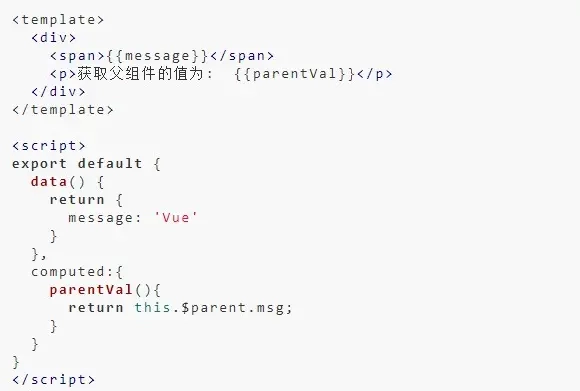 <template>
  <div>
    <span>{{message}}</span>
    <p>获取父组件的值为:  {{parentVal}}</p>
  </div>
</template>

<script>
export default {
  data() {
    return {
      message: 'Vue'
    }
  },
  computed:{
    parentVal(){
      return this.$parent.msg;
    }
  }
}
</script>